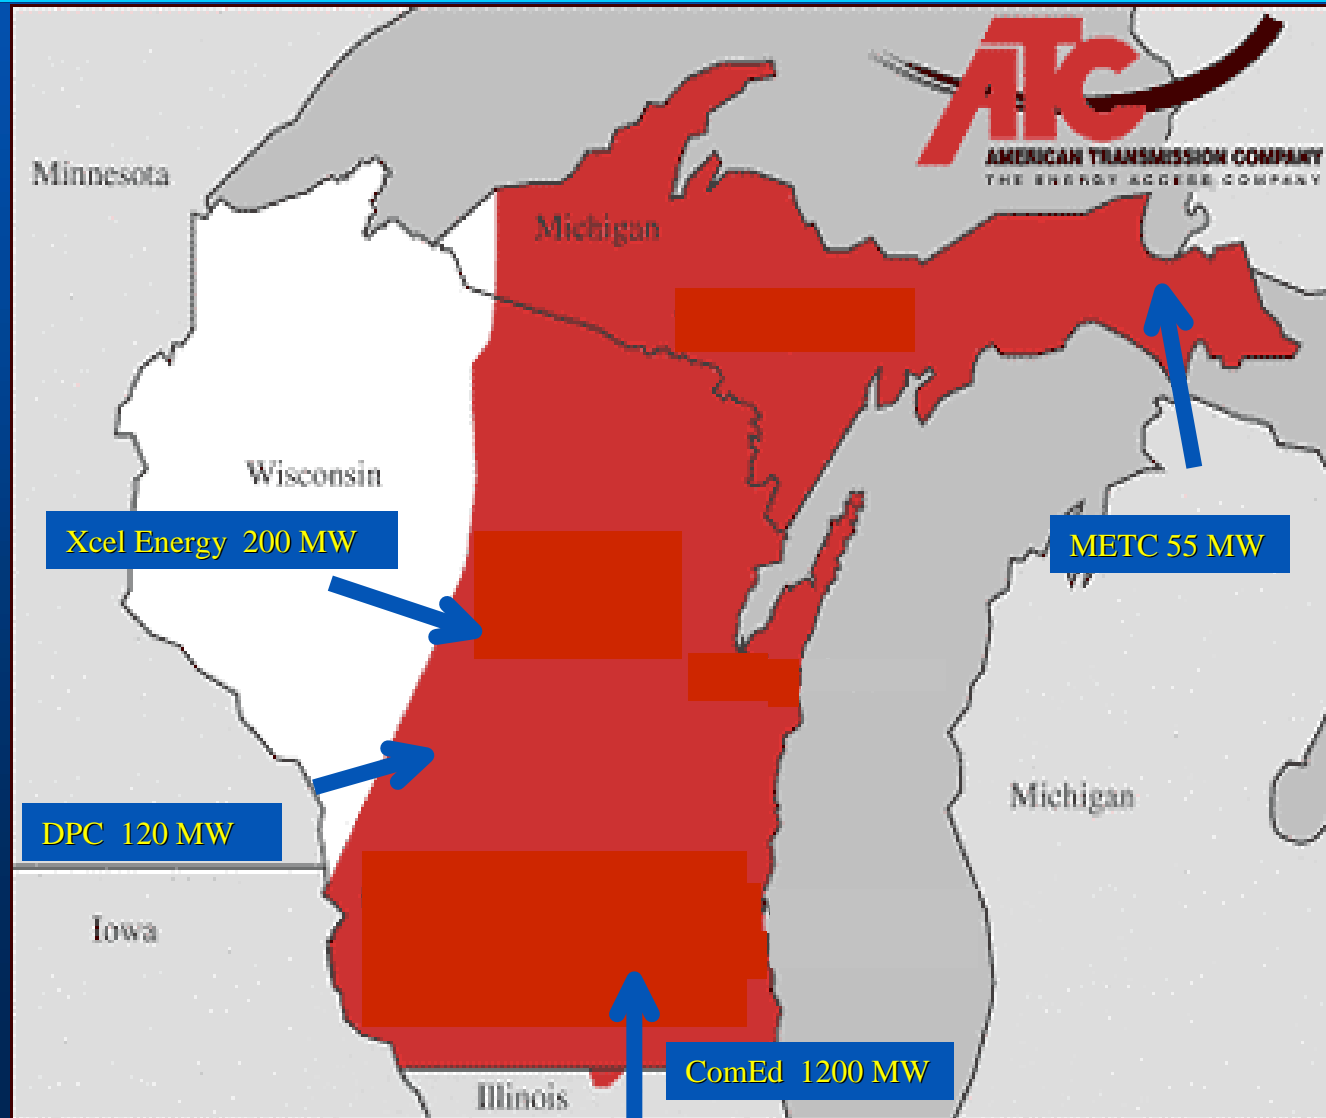 ATC
AMERICAN TRANSMISSION COMPANY
THE ENERGY ACCESS COMPANY
Minnesota
Michigan
Wisconsin
Xcel Energy 200 MW
METC 55 MW
Michigan
DPC 120 MW
Iowa
ComEd 1200 MW
Illinois